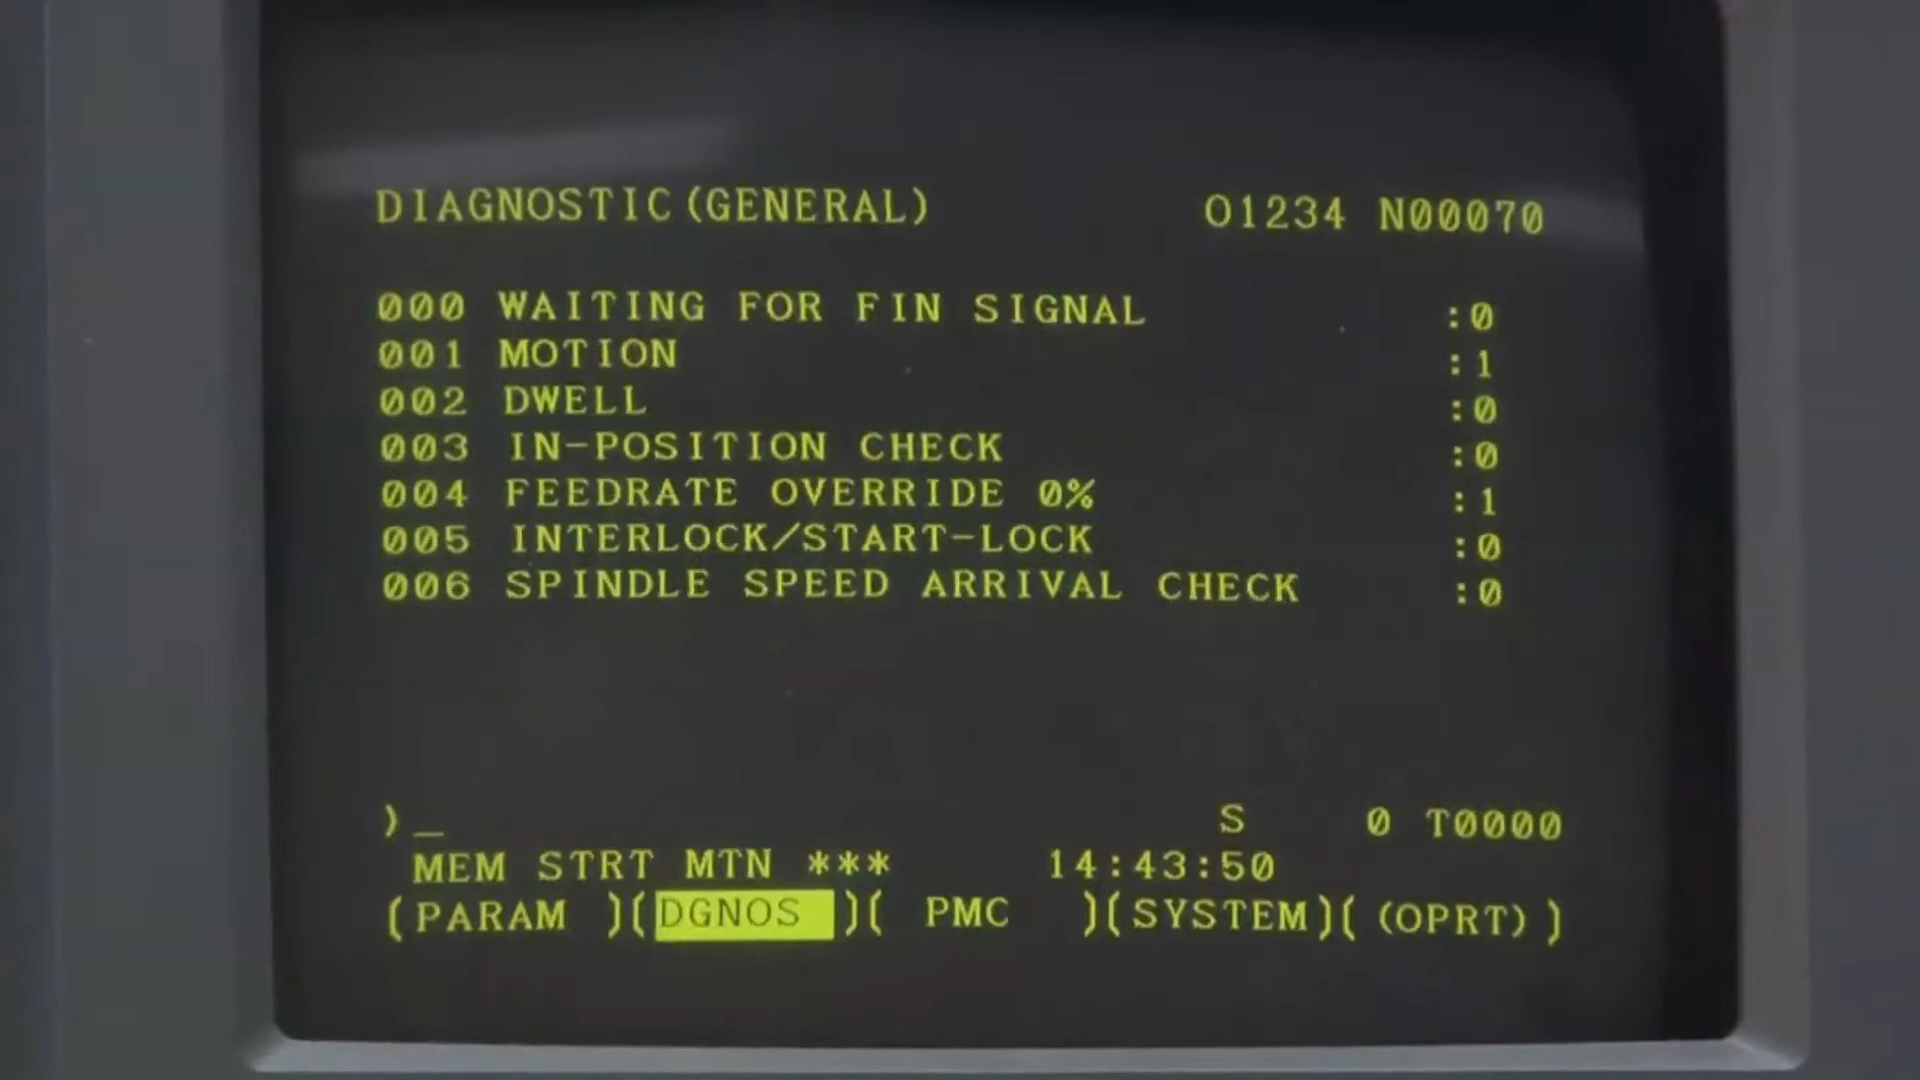 DIAGNOSTIC(GENERAL) O1234 N00070
000 WAITING FOR FIN SIGNAL :0
001 MOTION :1
002 DWELL :0
003 IN-POSITION CHECK :0
004 FEEDRATE OVERRIDE 0% :1
005 INTERLOCK/START-LOCK :0
006 SPINDLE SPEED ARRIVAL CHECK :0
)_ S 0 T0000
MEM STRT MTN *** 14:43:50
(PARAM )(DGNOS )( PMC )(SYSTEM)( (OPRT) )